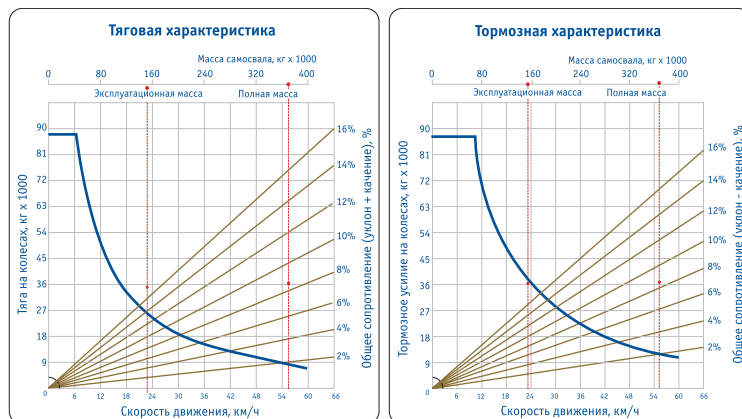 Тяговая характеристика
Масса самосвала, кг х 1000
0 80 160 240 320 400
Эксплуатационная масса Полная масса
Тяга на колесах, кг х 1000
90
81
72
63
54
45
36
27
18
9
0
16%
14%
12%
10%
8%
6%
4%
2%
Общее сопротивление (уклон + качение), %
6 12 18 24 30 36 42 48 54 60 66
Скорость движения, км/ч
Тормозная характеристика
Масса самосвала, кг х 1000
0 80 160 240 320 400
Эксплуатационная масса Полная масса
Тормозное усилие на колесах, кг х 1000
90
81
72
63
54
45
36
27
18
9
0
16%
14%
12%
10%
8%
6%
4%
2%
Общее сопротивление (уклон - качение), %
6 12 18 24 30 36 42 48 54 60 66
Скорость движения, км/ч